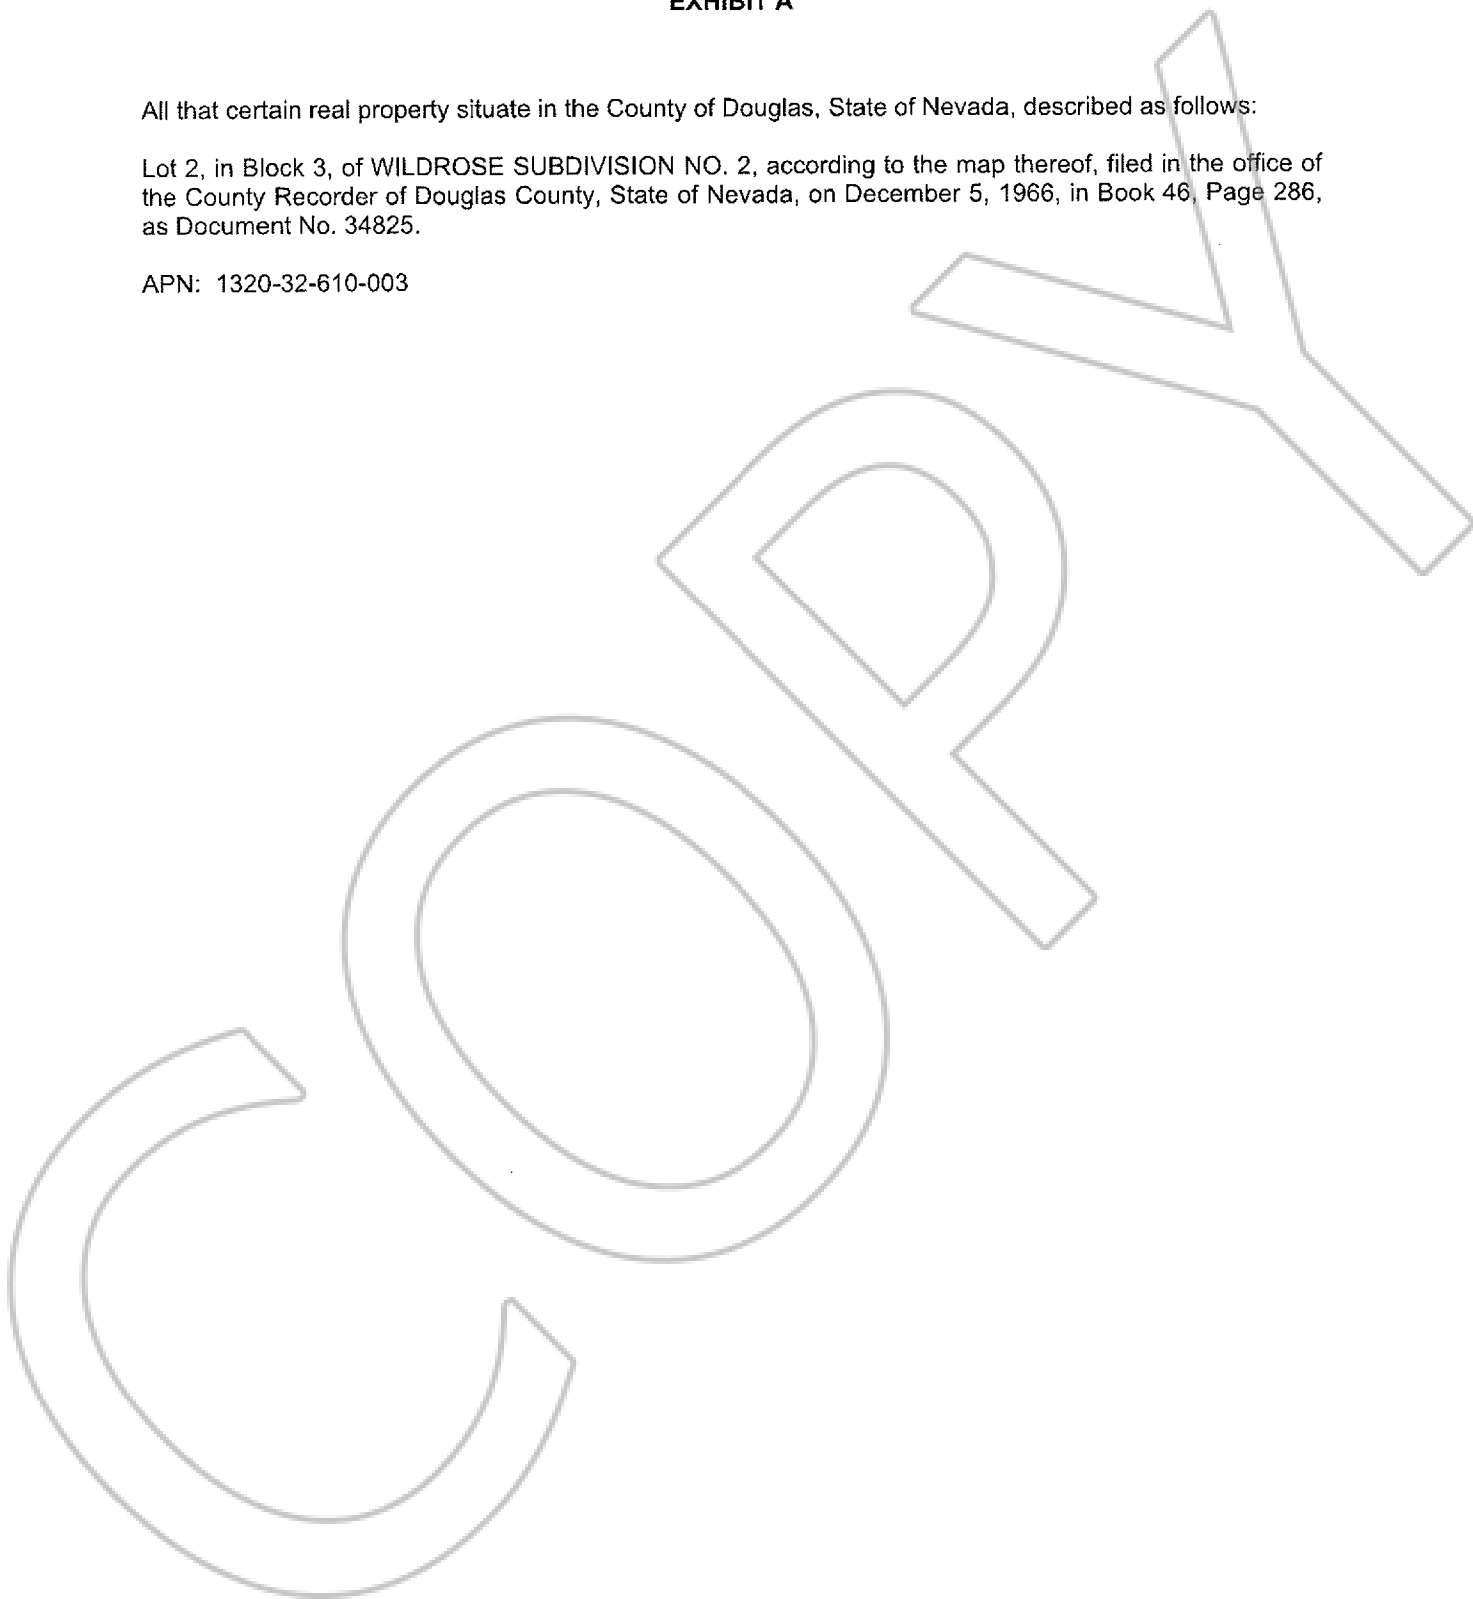 EXHIBIT A
All that certain real property situate in the County of Douglas, State of Nevada, described as follows:
Lot 2, in Block 3, of WILDROSE SUBDIVISION NO. 2, according to the map thereof, filed in the office of
the County Recorder of Douglas County, State of Nevada, on December 5, 1966, in Book 46, Page 286,
as Document No. 34825.
APN: 1320-32-610-003
COPY